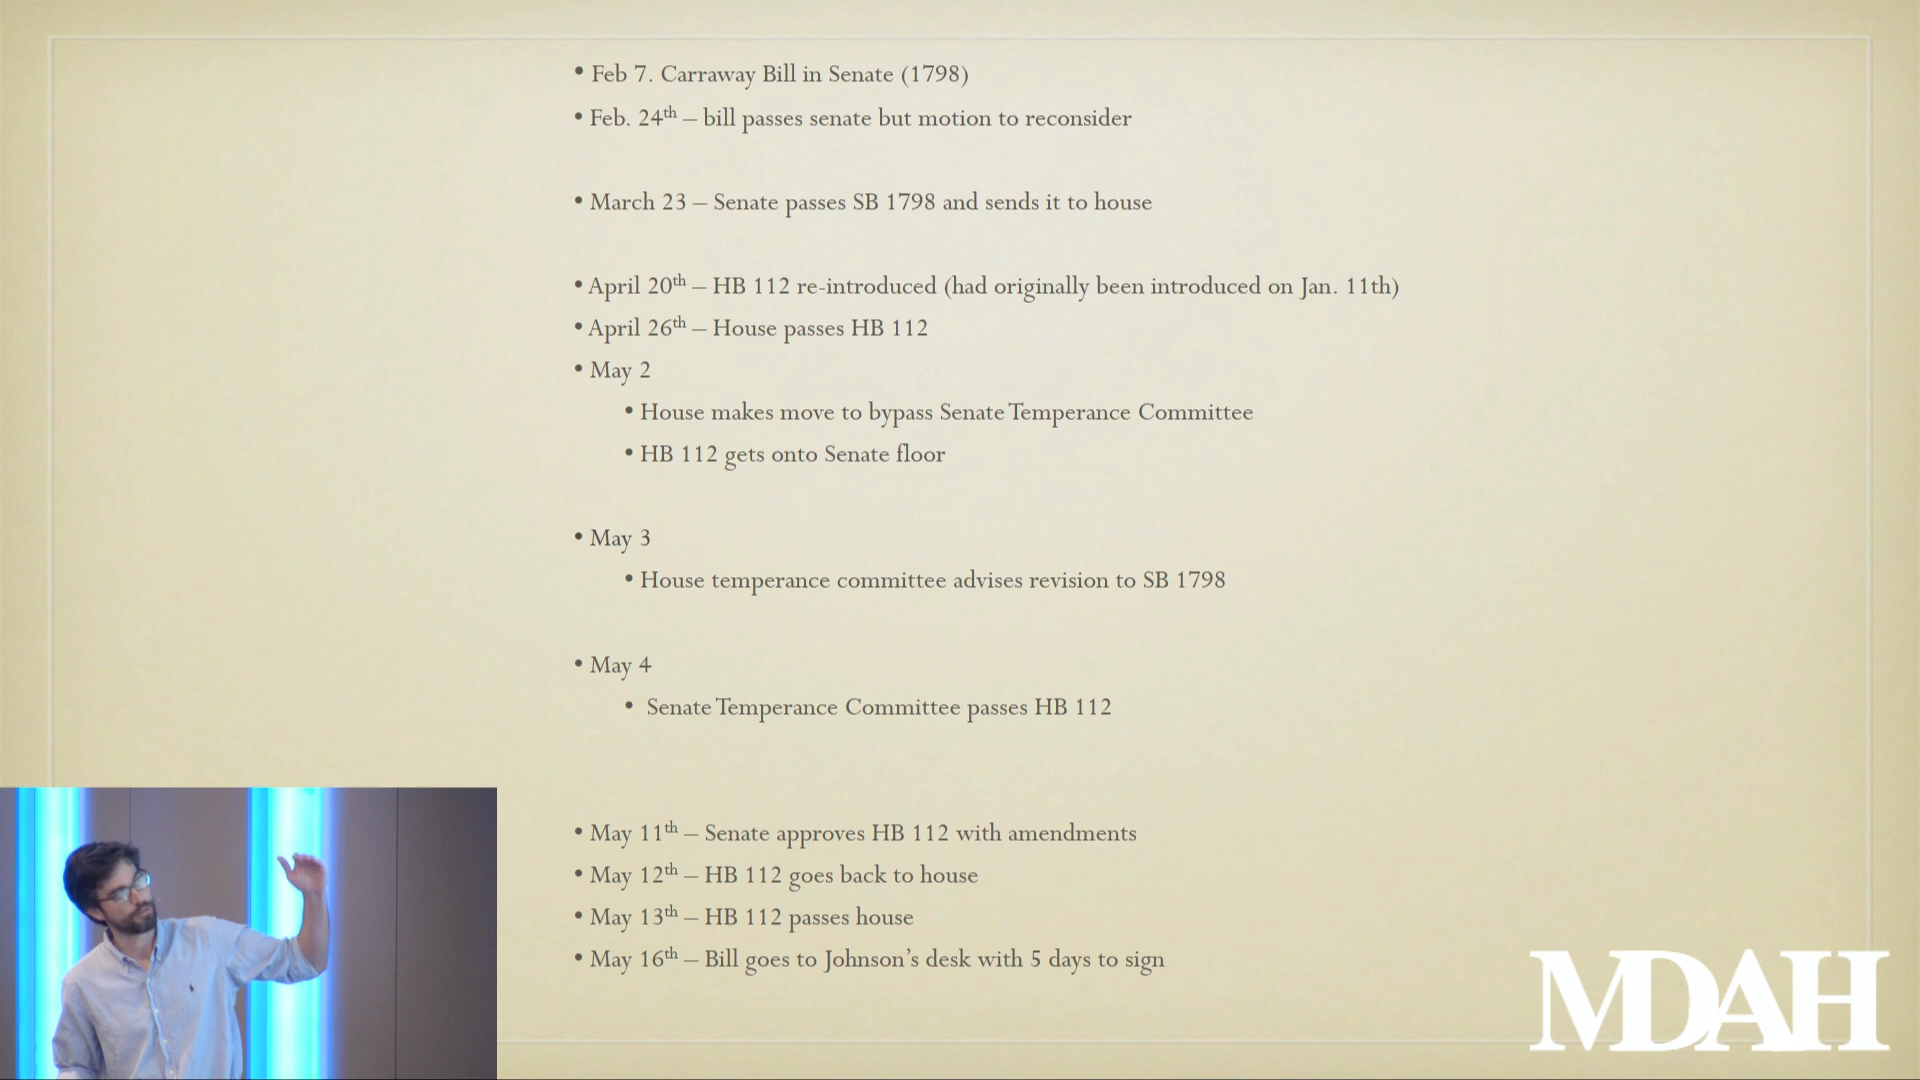 • Feb 7. Carraway Bill in Senate (1798)
• Feb. 24th – bill passes senate but motion to reconsider
• March 23 – Senate passes SB 1798 and sends it to house
• April 20th – HB 112 re-introduced (had originally been introduced on Jan. 11th)
• April 26th – House passes HB 112
• May 2
• House makes move to bypass Senate Temperance Committee
• HB 112 gets onto Senate floor
• May 3
• House temperance committee advises revision to SB 1798
• May 4
• Senate Temperance Committee passes HB 112
• May 11th – Senate approves HB 112 with amendments
• May 12th – HB 112 goes back to house
• May 13th – HB 112 passes house
• May 16th – Bill goes to Johnson’s desk with 5 days to sign
MDAH